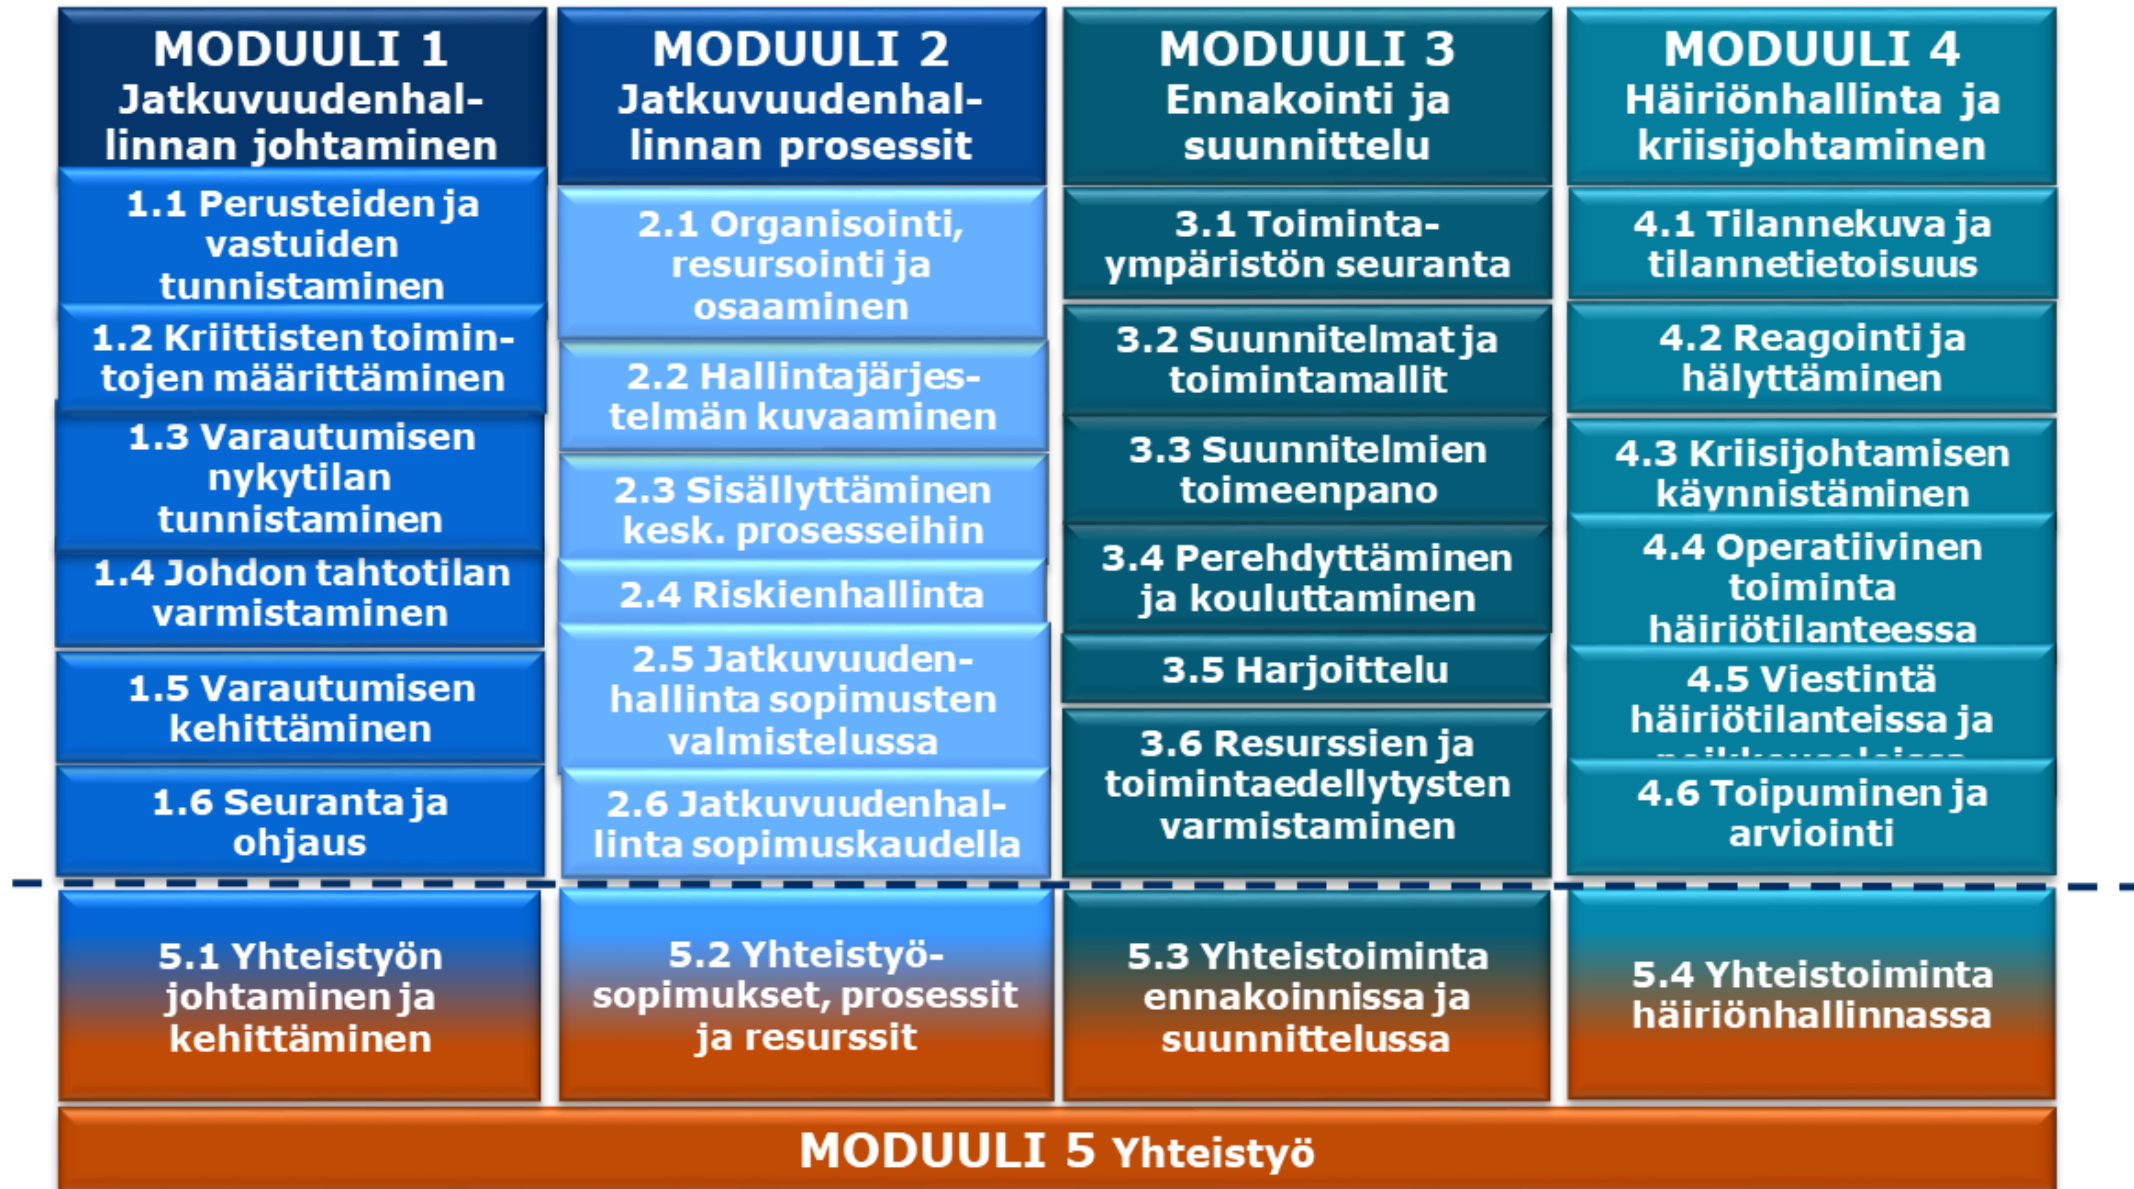 MODUULI 1
Jatkuvuudenhal-
linnan johtaminen
1.1 Perusteiden ja
vastuiden
tunnistaminen
1.2 Kriittisten toimin-
tojen määrittäminen
1.3 Varautumisen
nykytilan
tunnistaminen
1.4 Johdon tahtotilan
varmistaminen
1.5 Varautumisen
kehittäminen
1.6 Seuranta ja
ohjaus
MODUULI 2
Jatkuvuudenhal-
linnan prosessit
2.1 Organisointi,
resursointi ja
osaaminen
2.2 Hallintajärjes-
telmän kuvaaminen
2.3 Sisällyttäminen
kesk. prosesseihin
2.4 Riskienhallinta
2.5 Jatkuvuuden-
hallinta sopimusten
valmistelussa
2.6 Jatkuvuudenhal-
linta sopimuskaudella
MODUULI 3
Ennakointi ja
suunnittelu
3.1 Toiminta-
ympäristön seuranta
3.2 Suunnitelmat ja
toimintamallit
3.3 Suunnitelmien
toimeenpano
3.4 Perehdyttäminen
ja kouluttaminen
3.5 Harjoittelu
3.6 Resurssien ja
toimintaedellytysten
varmistaminen
MODUULI 4
Häiriönhallinta ja
kriisijohtaminen
4.1 Tilannekuva ja
tilannetietoisuus
4.2 Reagointi ja
hälyttäminen
4.3 Kriisijohtamisen
käynnistäminen
4.4 Operatiivinen
toiminta
häiriötilanteessa
4.5 Viestintä
häiriötilanteissa ja
4.6 Toipuminen ja
arviointi
5.1 Yhteistyön
johtaminen ja
kehittäminen
5.2 Yhteistyö-
sopimukset, prosessit
ja resurssit
5.3 Yhteistoiminta
ennakoinnissa ja
suunnittelussa
5.4 Yhteistoiminta
häiriönhallinnassa
MODUULI 5 Yhteistyö